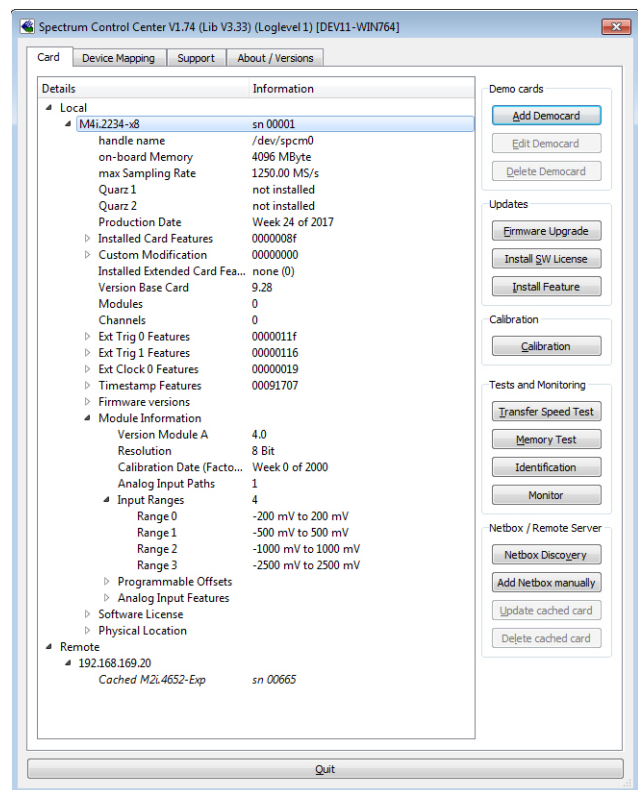 Spectrum Control Center V1.74 (Lib V3.33) (Loglevel 1) [DEV11-WIN764]
Card Device Mapping Support About / Versions
Details Information
Local
M4i.2234-x8 sn 00001
handle name /dev/spcm0
on-board Memory 4096 MByte
max Sampling Rate 1250.00 MS/s
Quarz 1 not installed
Quarz 2 not installed
Production Date Week 24 of 2017
Installed Card Features 0000008f
Custom Modification 00000000
Installed Extended Card Fea... none (0)
Version Base Card 9.28
Modules 0
Channels 0
Ext Trig 0 Features 0000011f
Ext Trig 1 Features 00000116
Ext Clock 0 Features 00000019
Timestamp Features 00091707
Firmware versions
Module Information
Version Module A 4.0
Resolution 8 Bit
Calibration Date (Facto... Week 0 of 2000
Analog Input Paths 1
Input Ranges 4
Range 0 -200 mV to 200 mV
Range 1 -500 mV to 500 mV
Range 2 -1000 mV to 1000 mV
Range 3 -2500 mV to 2500 mV
Programmable Offsets
Analog Input Features
Software License
Physical Location
Remote
192.168.169.20
Cached M2i.4652-Exp sn 00665
Demo cards
Add Democard
Edit Democard
Delete Democard
Updates
Firmware Upgrade
Install SW License
Install Feature
Calibration
Calibration
Tests and Monitoring
Transfer Speed Test
Memory Test
Identification
Monitor
Netbox / Remote Server
Netbox Discovery
Add Netbox manually
Update cached card
Delete cached card
Quit